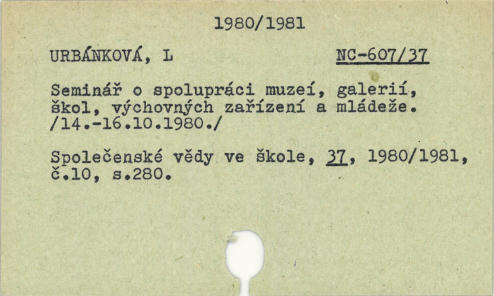 1980/1981
URBÁNKOVÁ, L NC-607/37
Seminář o spolupráci muzeí, galerií,
škol, výchovných zařízení a mládeže.
/14.-16.10.1980./
Společenské vědy ve škole, 37, 1980/1981,
č.10, s.280.